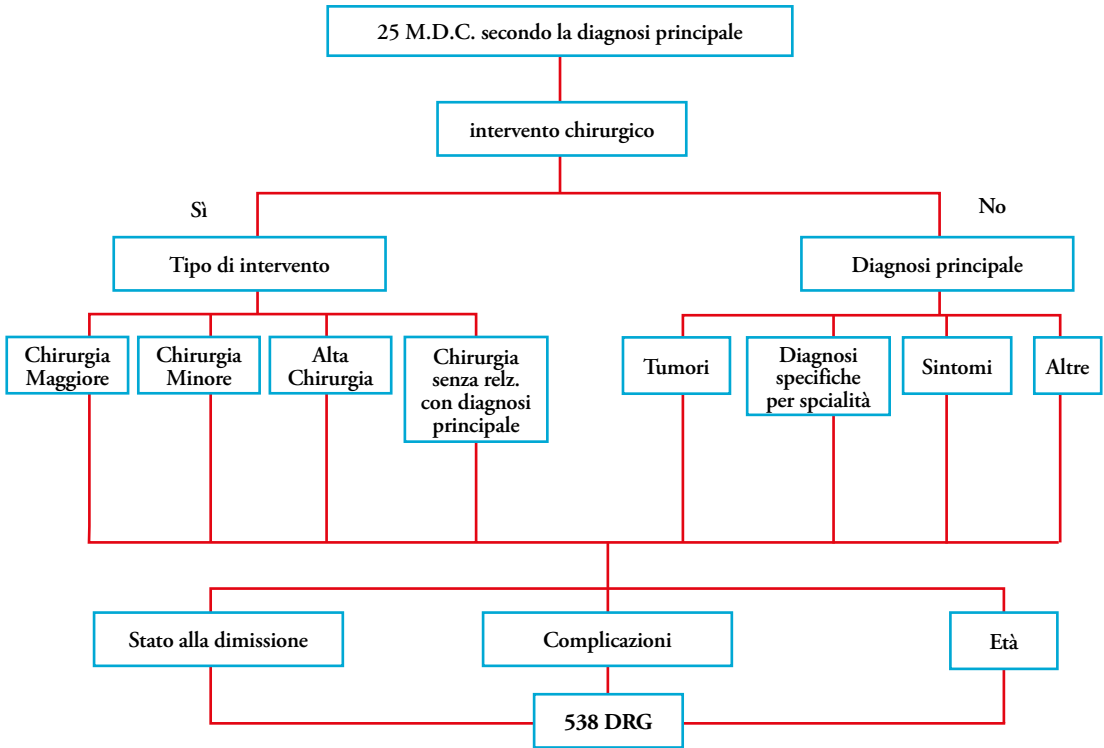 25 M.D.C. secondo la diagnosi principale
intervento chirurgico
Sì
No
Tipo di intervento
Diagnosi principale
Chirurgia
Maggiore
Chirurgia
Minore
Alta
Chirurgia
Chirurgia
senza relz.
con diagnosi
principale
Tumori
Diagnosi
specifiche
per spcialità
Sintomi
Altre
Stato alla dimissione
Complicazioni
Età
538 DRG